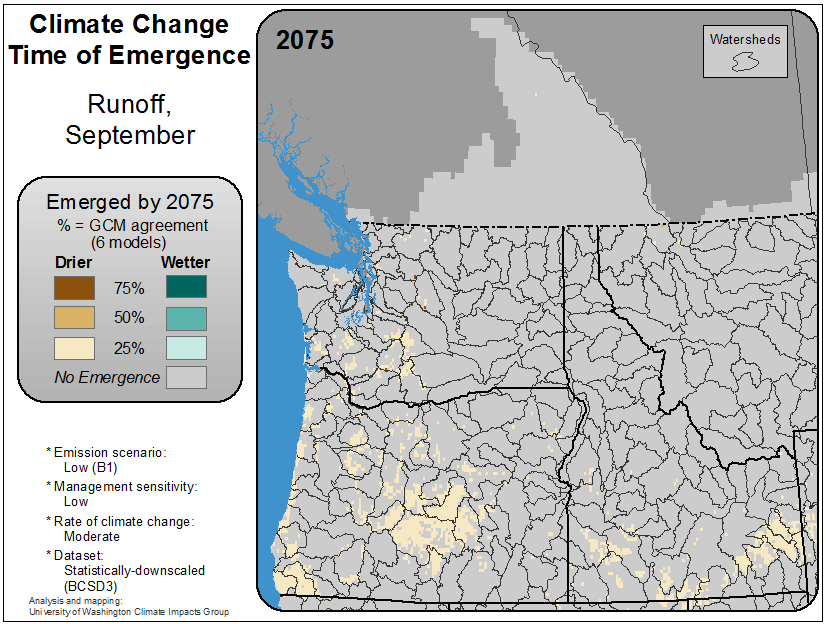 Climate Change
Time of Emergence
Runoff,
September
Emerged by 2075
% = GCM agreement
(6 models)
Drier Wetter
75%
50%
25%
No Emergence
* Emission scenario:
Low (B1)
* Management sensitivity:
Low
* Rate of climate change:
Moderate
* Dataset:
Statistically-downscaled
(BCSD3)
Analysis and mapping:
University of Washington Climate Impacts Group
2075
Watersheds